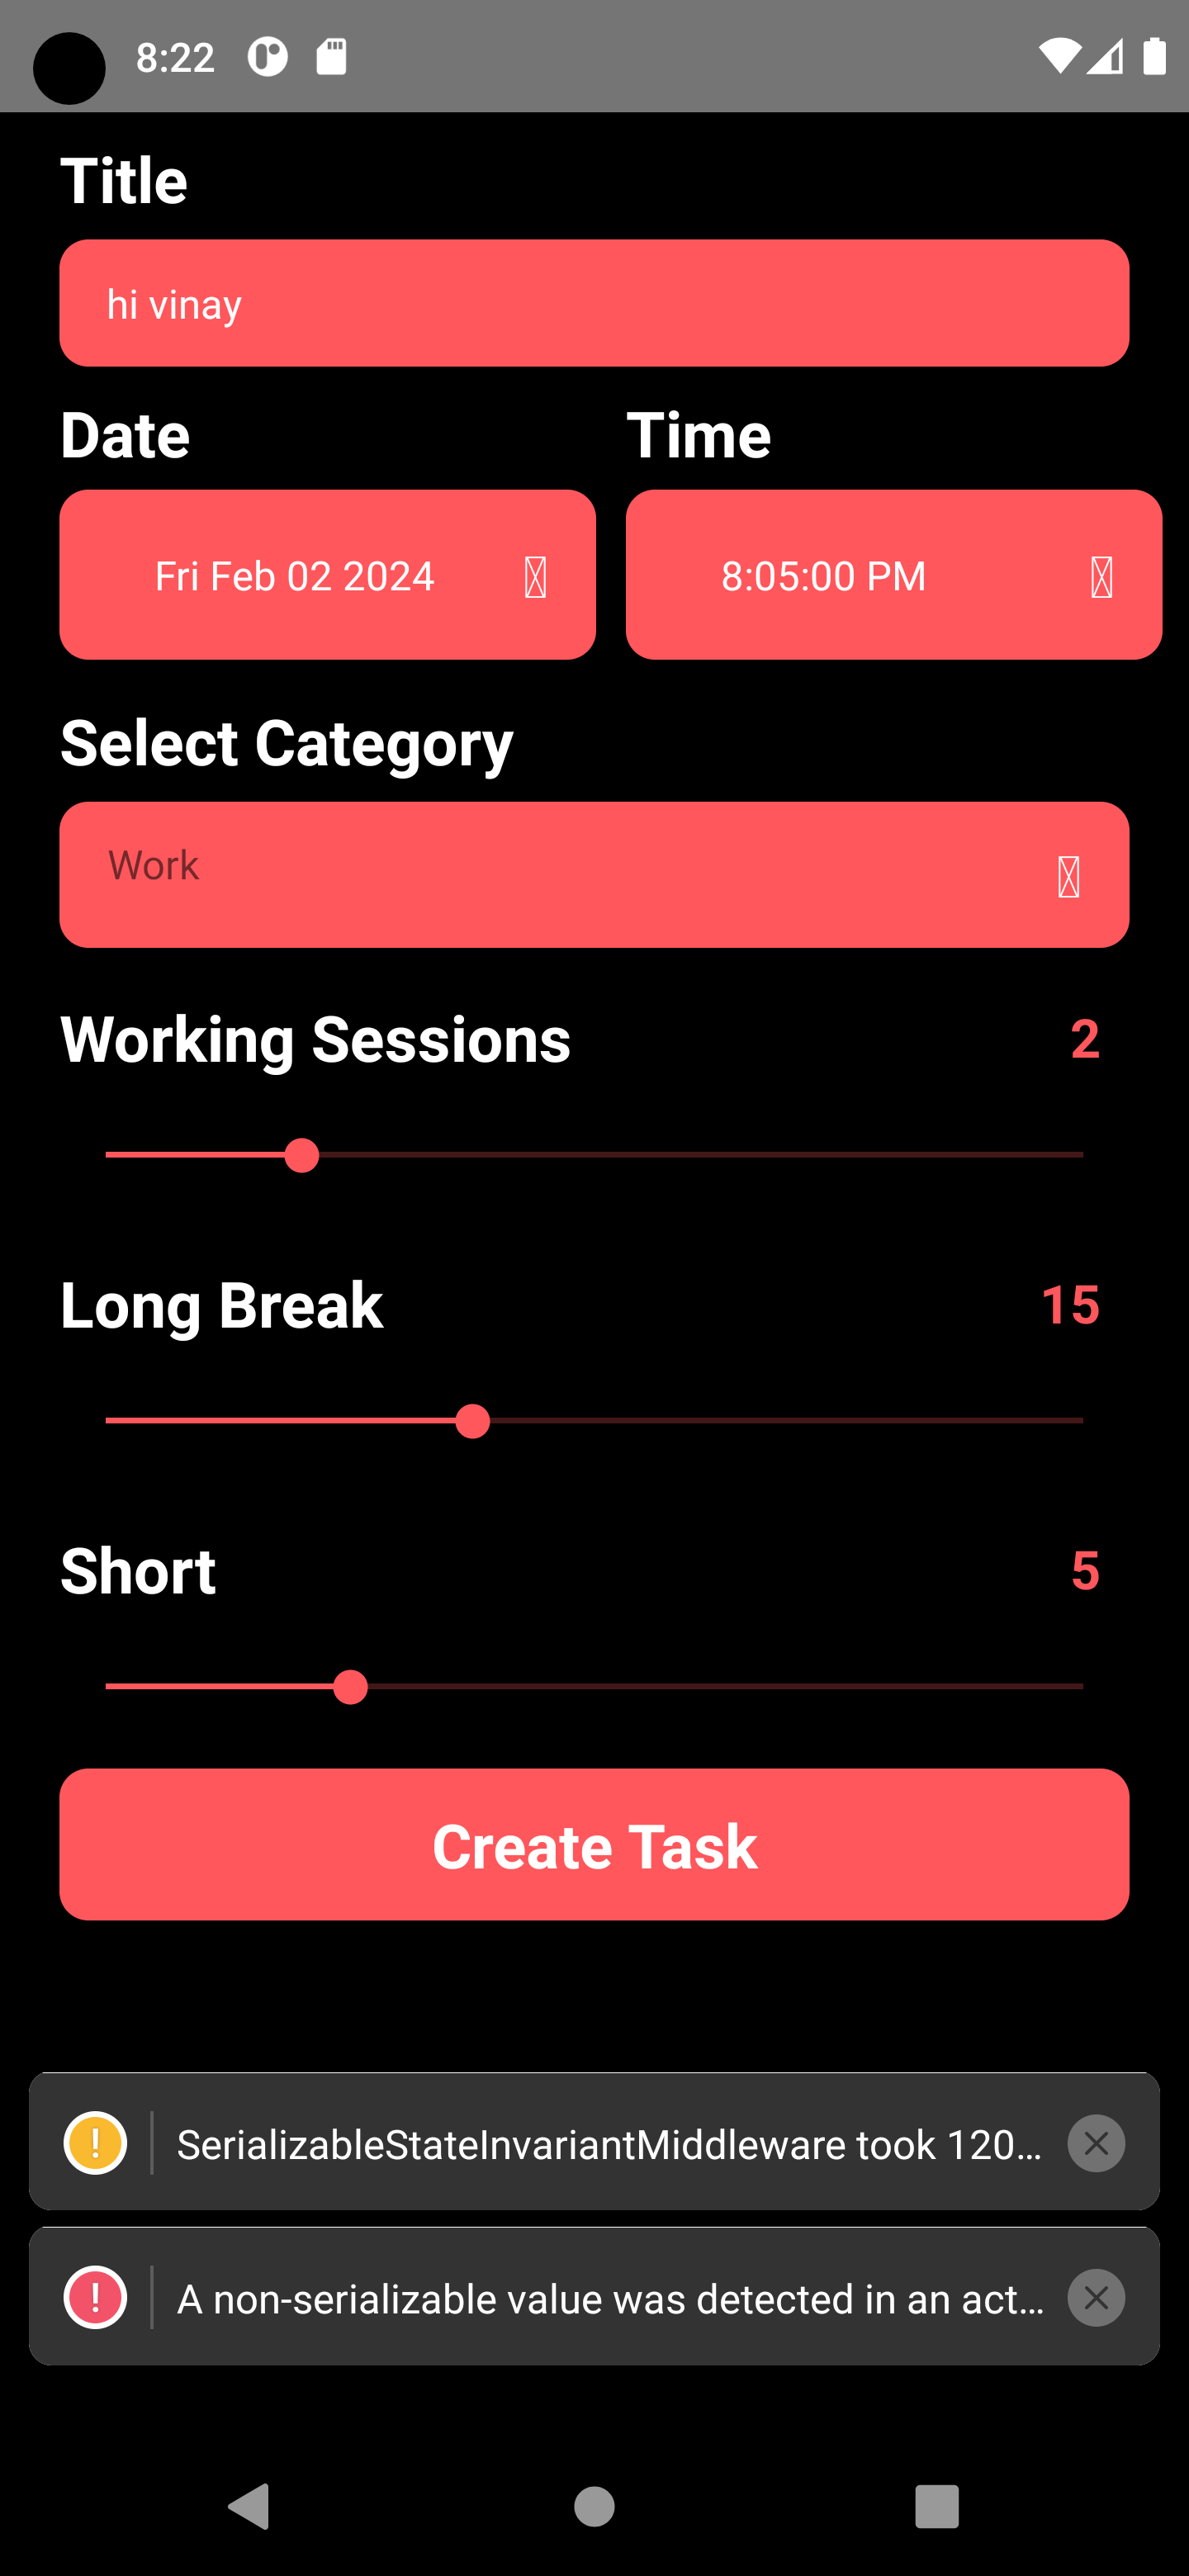 8:22
Title
hi vinay
Date Time
Fri Feb 02 2024 8:05:00 PM
Select Category
Work
Working Sessions 2
Long Break 15
Short 5
Create Task
! SerializableStateInvariantMiddleware took 120...
! A non-serializable value was detected in an act...